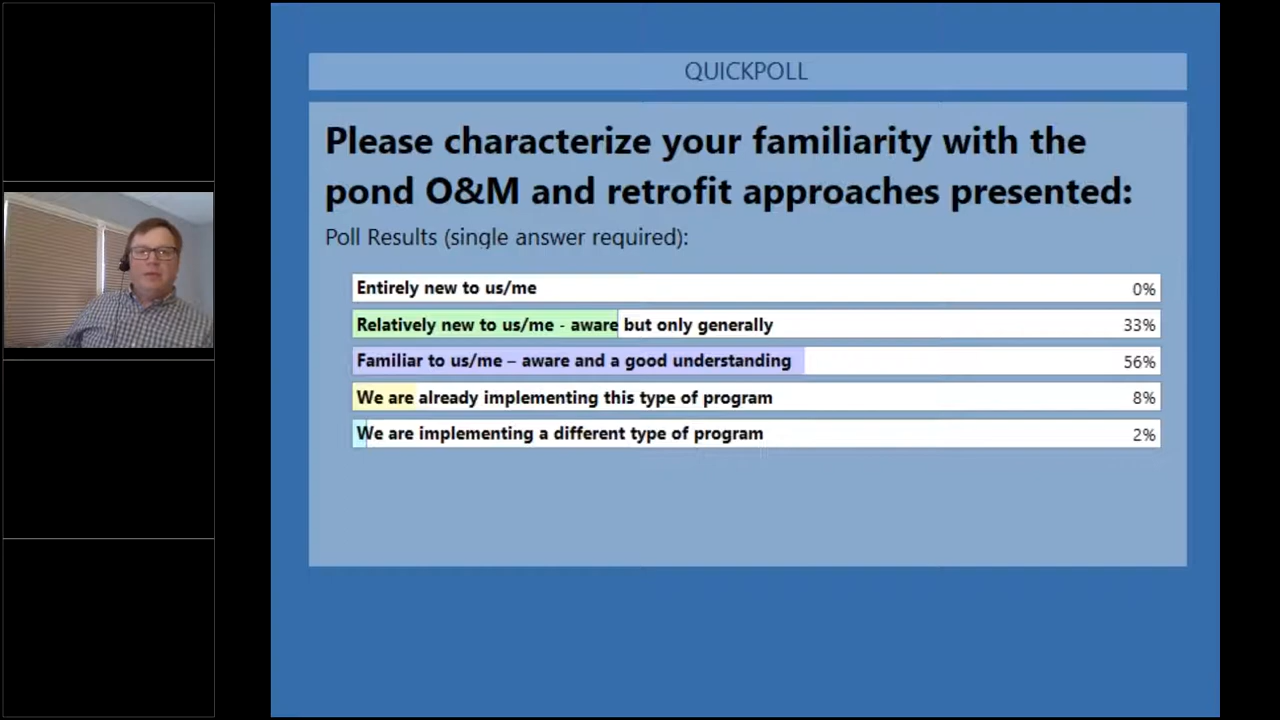 QUICKPOLL
Please characterize your familiarity with the
pond O&M and retrofit approaches presented:
Poll Results (single answer required):
Entirely new to us/me 0%
Relatively new to us/me - aware but only generally 33%
Familiar to us/me – aware and a good understanding 56%
We are already implementing this type of program 8%
We are implementing a different type of program 2%